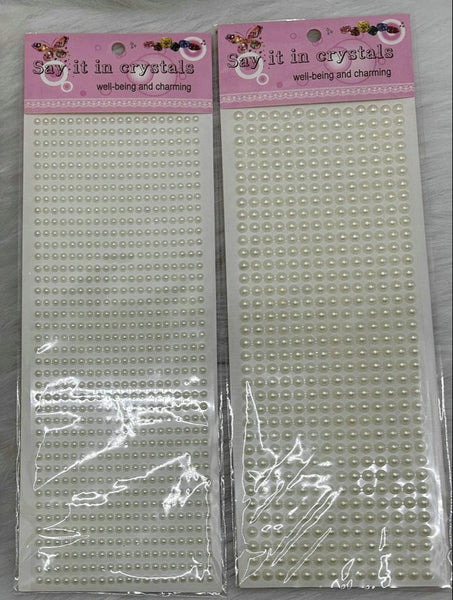 Say it in crystals
well-being and charming
Say it in crystals
well-being and charming